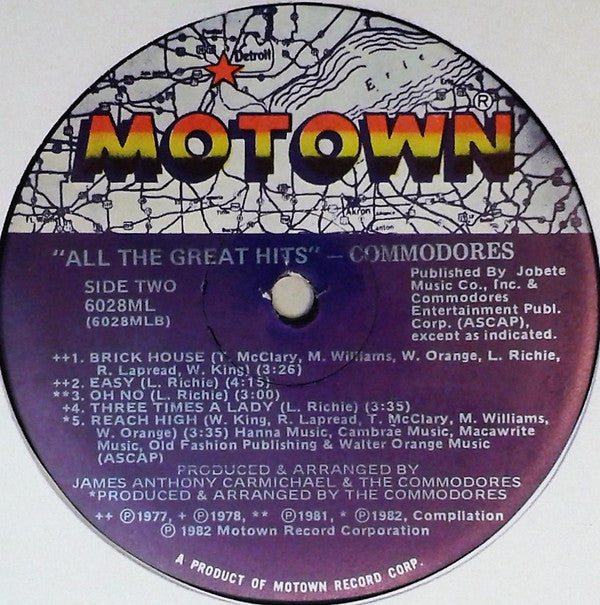 Detroit
Erie
MOTOWN®
Akron
Canton
"ALL THE GREAT HITS" – COMMODORES
SIDE TWO
6028ML
(6028MLB)
Published By Jobete
Music Co., Inc. &
Commodores
Entertainment Publ.
Corp. (ASCAP),
except as indicated.
++1. BRICK HOUSE (T. McClary, M. Williams, W. Orange, L. Richie,
R. Lapread, W. King) (3:26)
++2. EASY (L. Richie) (4:15)
**3. OH NO (L. Richie) (3:00)
+4. THREE TIMES A LADY (L. Richie) (3:35)
*5. REACH HIGH (W. King, R. Lapread, T. McClary, M. Williams,
W. Orange) (3:35) Hanna Music, Cambrae Music, Macawrite
Music, Old Fashion Publishing & Walter Orange Music
(ASCAP)
PRODUCED & ARRANGED BY
JAMES ANTHONY CARMICHAEL & THE COMMODORES
*PRODUCED & ARRANGED BY THE COMMODORES
++ ℗1977, + ℗1978, ** ℗1981, * ℗1982, Compilation
℗ 1982 Motown Record Corporation
A PRODUCT OF MOTOWN RECORD CORP.